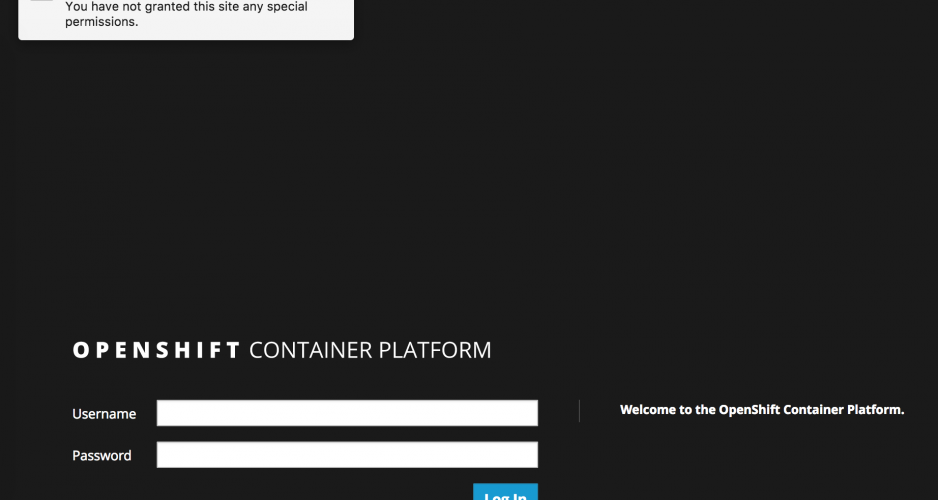 You have not granted this site any special
permissions.
OPENSHIFT CONTAINER PLATFORM
Username
Welcome to the OpenShift Container Platform.
Password
Log In